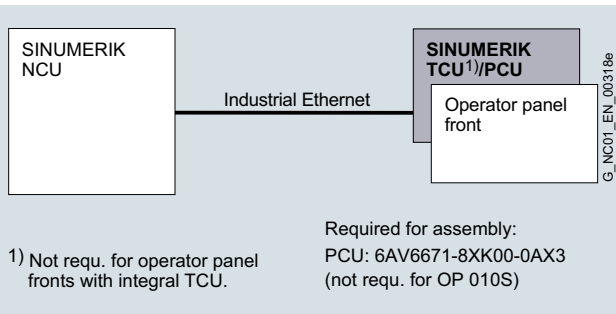 SINUMERIK
NCU
Industrial Ethernet
SINUMERIK
TCU1)/PCU
Operator panel
front
G_NC01_EN_00318e
1) Not requ. for operator panel
fronts with integral TCU.
Required for assembly:
PCU: 6AV6671-8XK00-0AX3
(not requ. for OP 010S)